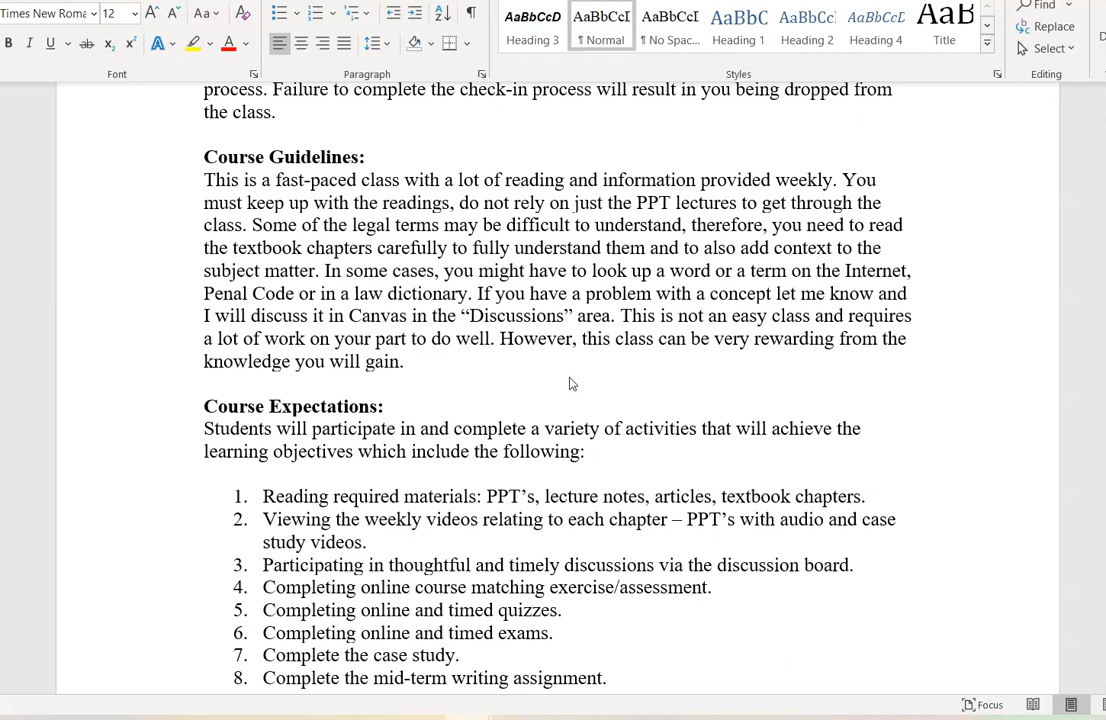 Times New Roma 12 Aa
AaBbCcD AaBbCcI AaBbCcI AaBbC AaBbCc AaBbCcD AaB
Find
Replace
Select
B I U ab x₂ x² A A
Heading 3 ¶ Normal ¶ No Spac... Heading 1 Heading 2 Heading 4 Title
Font Paragraph Styles Editing
process. Failure to complete the check-in process will result in you being dropped from
the class.
Course Guidelines:
This is a fast-paced class with a lot of reading and information provided weekly. You
must keep up with the readings, do not rely on just the PPT lectures to get through the
class. Some of the legal terms may be difficult to understand, therefore, you need to read
the textbook chapters carefully to fully understand them and to also add context to the
subject matter. In some cases, you might have to look up a word or a term on the Internet,
Penal Code or in a law dictionary. If you have a problem with a concept let me know and
I will discuss it in Canvas in the “Discussions” area. This is not an easy class and requires
a lot of work on your part to do well. However, this class can be very rewarding from the
knowledge you will gain.
Course Expectations:
Students will participate in and complete a variety of activities that will achieve the
learning objectives which include the following:
1. Reading required materials: PPT’s, lecture notes, articles, textbook chapters.
2. Viewing the weekly videos relating to each chapter – PPT’s with audio and case
study videos.
3. Participating in thoughtful and timely discussions via the discussion board.
4. Completing online course matching exercise/assessment.
5. Completing online and timed quizzes.
6. Completing online and timed exams.
7. Complete the case study.
8. Complete the mid-term writing assignment.
Focus